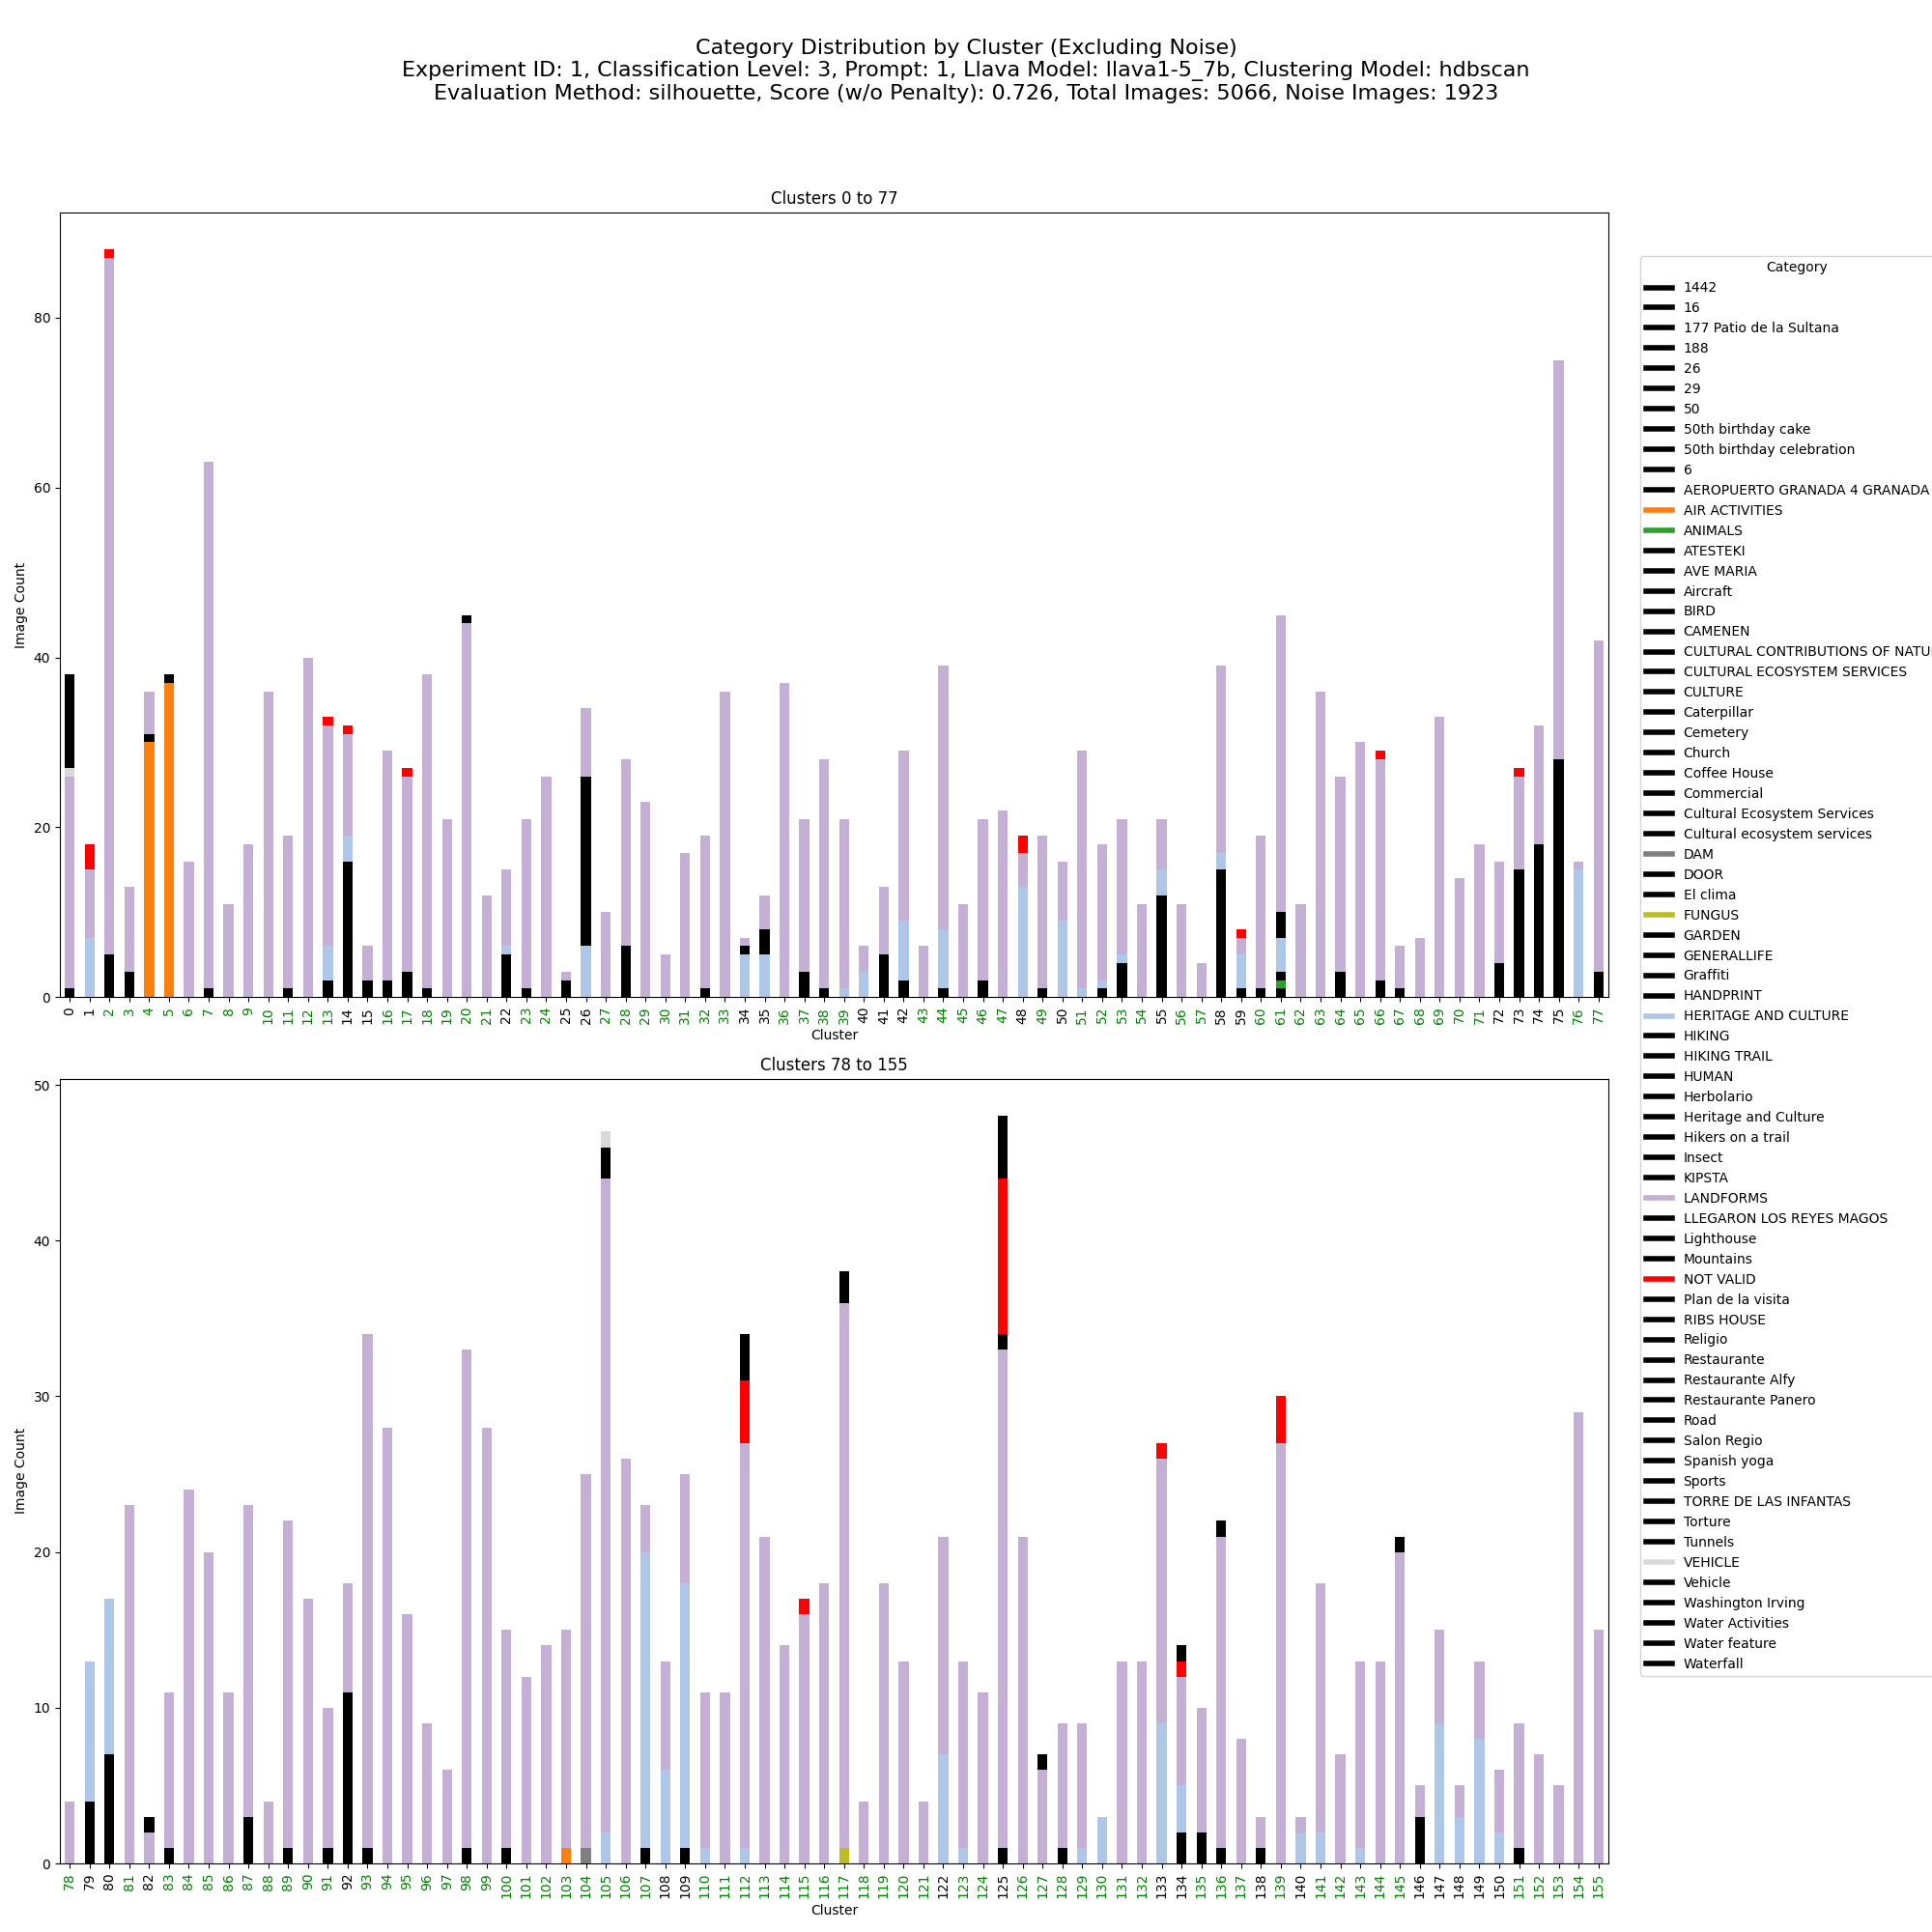 Category Distribution by Cluster (Excluding Noise)
Experiment ID: 1, Classification Level: 3, Prompt: 1, Llava Model: llava1-5_7b, Clustering Model: hdbscan
Evaluation Method: silhouette, Score (w/o Penalty): 0.726, Total Images: 5066, Noise Images: 1923
Clusters 0 to 77
Image Count
80
60
40
20
0
0 1 2 3 4 5 6 7 8 9 10 11 12 13 14 15 16 17 18 19 20 21 22 23 24 25 26 27 28 29 30 31 32 33 34 35 36 37 38 39 40 41 42 43 44 45 46 47 48 49 50 51 52 53 54 55 56 57 58 59 60 61 62 63 64 65 66 67 68 69 70 71 72 73 74 75 76 77
Cluster
Clusters 78 to 155
Image Count
50
40
30
20
10
0
78 79 80 81 82 83 84 85 86 87 88 89 90 91 92 93 94 95 96 97 98 99 100 101 102 103 104 105 106 107 108 109 110 111 112 113 114 115 116 117 118 119 120 121 122 123 124 125 126 127 128 129 130 131 132 133 134 135 136 137 138 139 140 141 142 143 144 145 146 147 148 149 150 151 152 153 154 155
Cluster
Category
1442
16
177 Patio de la Sultana
188
26
29
50
50th birthday cake
50th birthday celebration
6
AEROPUERTO GRANADA 4 GRANADA
AIR ACTIVITIES
ANIMALS
ATESTEKI
AVE MARIA
Aircraft
BIRD
CAMENEN
CULTURAL CONTRIBUTIONS OF NATU
CULTURAL ECOSYSTEM SERVICES
CULTURE
Caterpillar
Cemetery
Church
Coffee House
Commercial
Cultural Ecosystem Services
Cultural ecosystem services
DAM
DOOR
El clima
FUNGUS
GARDEN
GENERALLIFE
Graffiti
HANDPRINT
HERITAGE AND CULTURE
HIKING
HIKING TRAIL
HUMAN
Herbolario
Heritage and Culture
Hikers on a trail
Insect
KIPSTA
LANDFORMS
LLEGARON LOS REYES MAGOS
Lighthouse
Mountains
NOT VALID
Plan de la visita
RIBS HOUSE
Religio
Restaurante
Restaurante Alfy
Restaurante Panero
Road
Salon Regio
Spanish yoga
Sports
TORRE DE LAS INFANTAS
Torture
Tunnels
VEHICLE
Vehicle
Washington Irving
Water Activities
Water feature
Waterfall